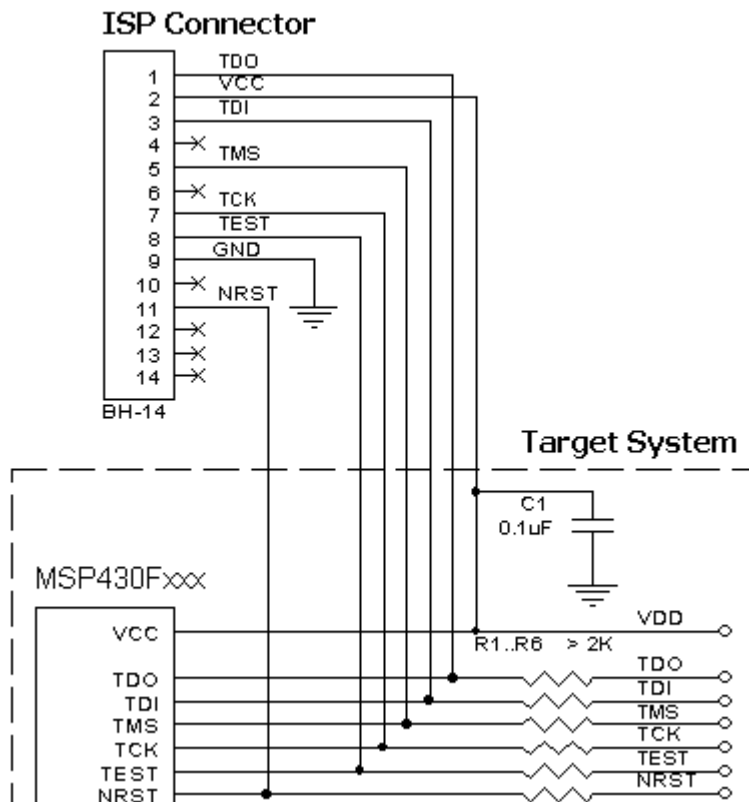 ISP Connector
1 TDO
2 VCC
3 TDI
4
5 TMS
6
7 TCK
8 TEST
9 GND
10
11 NRST
12
13
14
BH-14
Target System
C1
0.1uF
MSP430Fxxx
VCC VDD
R1..R6 > 2K
TDO TDO
TDI TDI
TMS TMS
TCK TCK
TEST TEST
NRST NRST